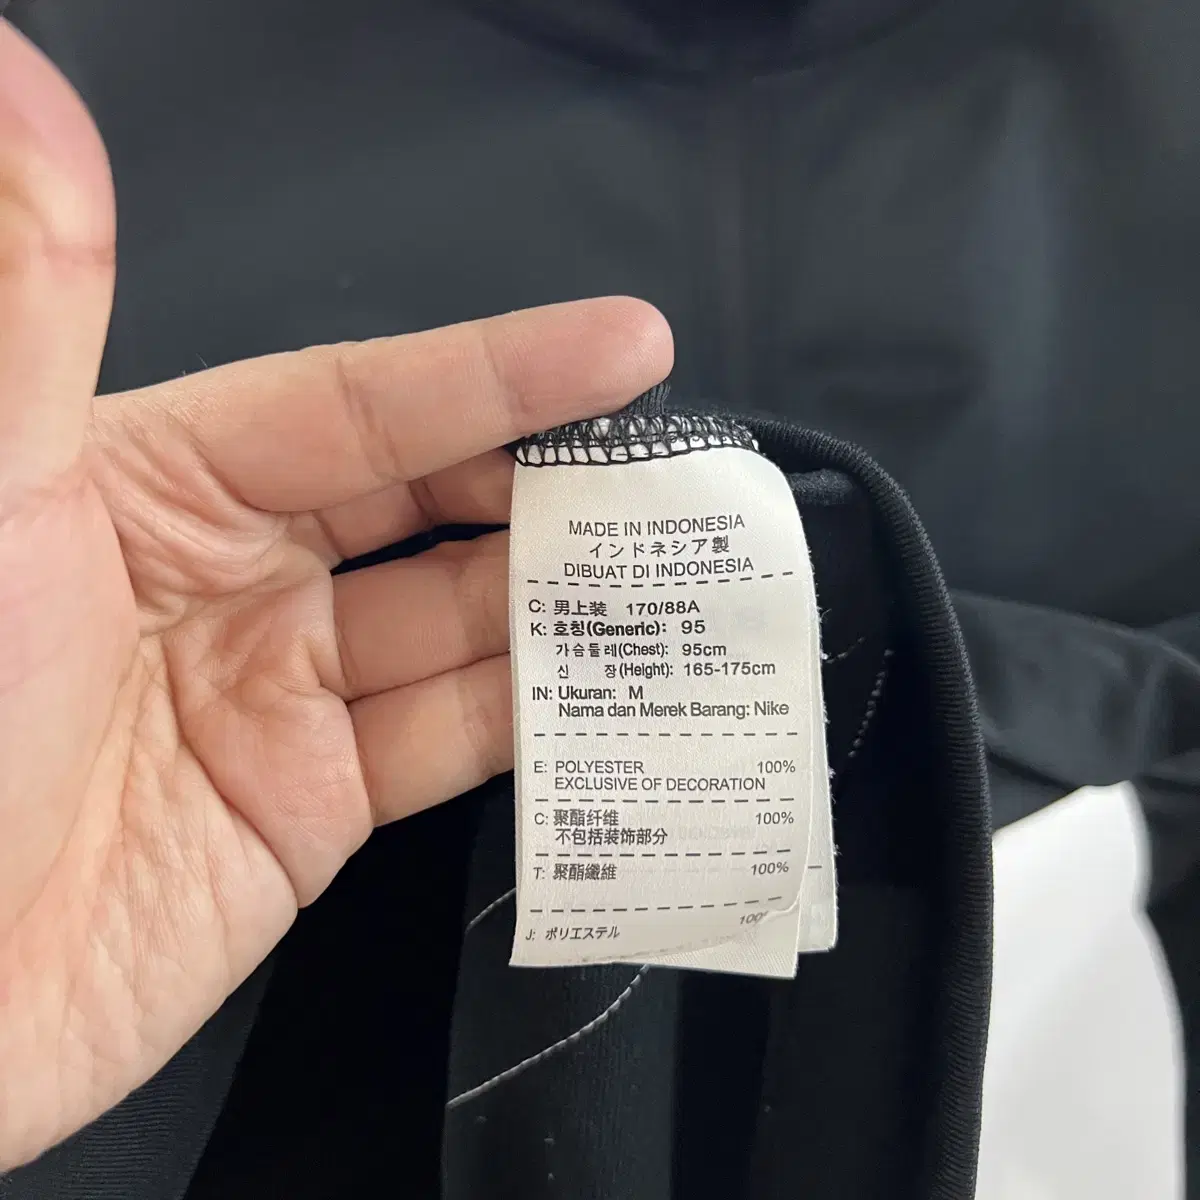 MADE IN INDONESIA
インドネシア製
DIBUAT DI INDONESIA
C: 男上装 170/88A
K: 호칭(Generic): 95
가슴둘레(Chest): 95cm
신 장(Height): 165-175cm
IN: Ukuran: M
Nama dan Merek Barang: Nike
E: POLYESTER 100%
EXCLUSIVE OF DECORATION
C: 聚酯纤维 100%
不包括装饰部分
T: 聚酯纖維 100%
J: ポリエステル 100%